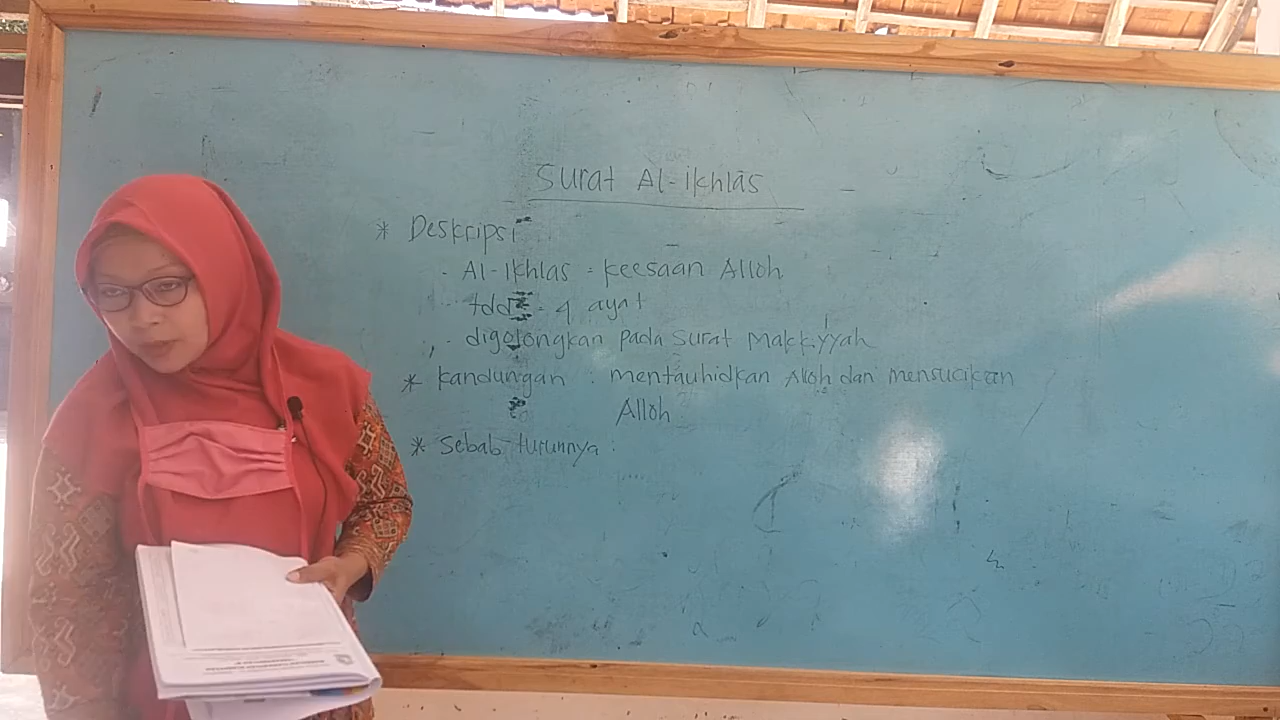 Surat Al-Ikhlas
* Deskripsi
- Al-Ikhlas = keesaan Alloh
4 ayat
- digolongkan pada surat Makkiyyah
* kandungan : mentauhidkan Alloh dan mensucikan
Alloh
* Sebab turunnya :